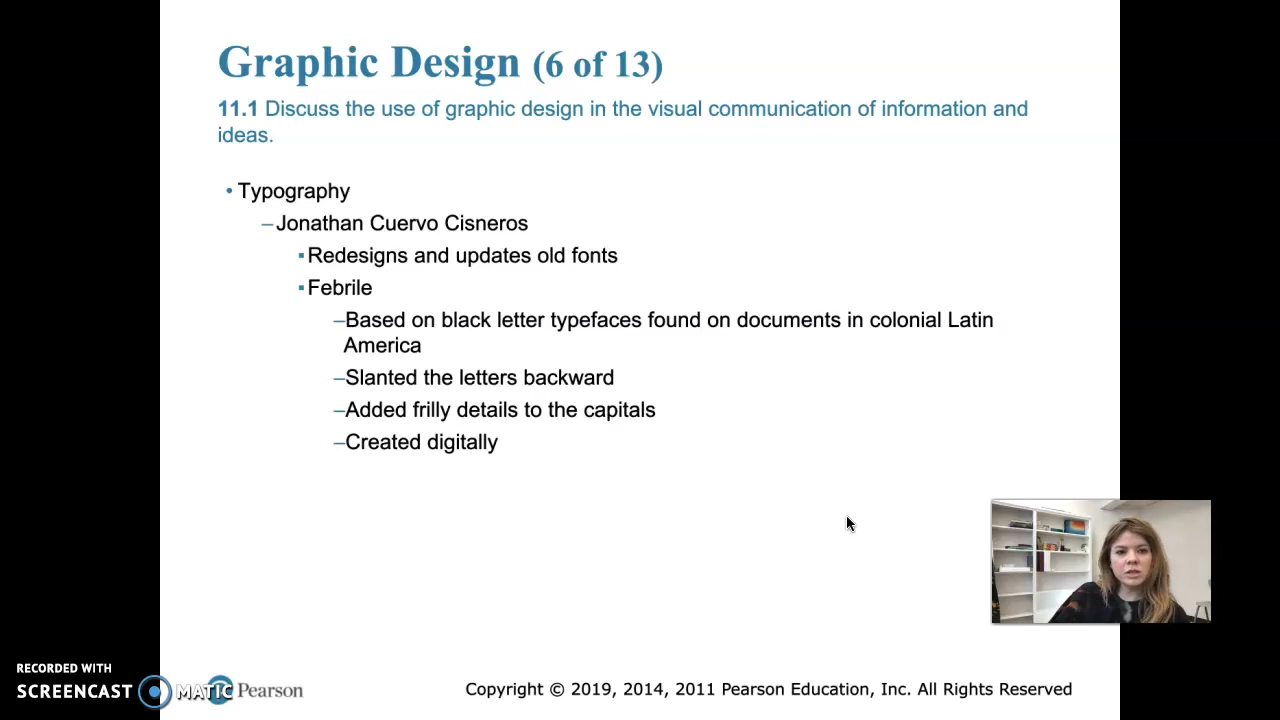 Graphic Design (6 of 13)
11.1 Discuss the use of graphic design in the visual communication of information and
ideas.
• Typography
–Jonathan Cuervo Cisneros
▪Redesigns and updates old fonts
▪Febrile
–Based on black letter typefaces found on documents in colonial Latin
America
–Slanted the letters backward
–Added frilly details to the capitals
–Created digitally
RECORDED WITH
SCREENCAST MATIC
Pearson
Copyright © 2019, 2014, 2011 Pearson Education, Inc. All Rights Reserved